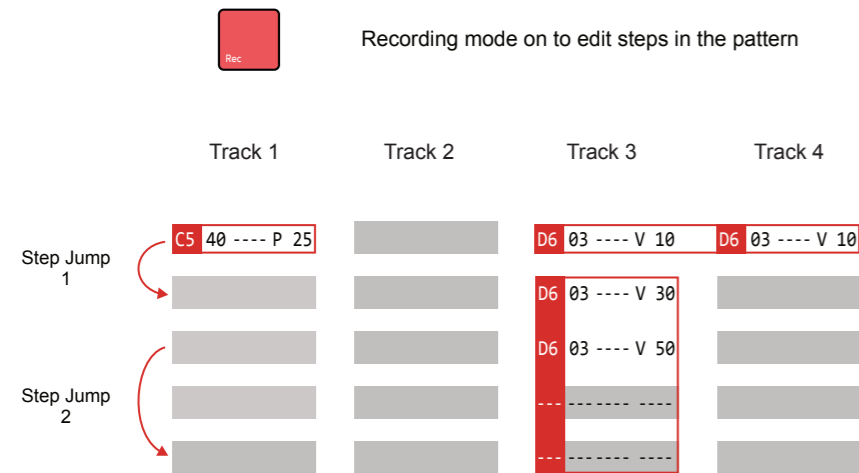 Rec
Recording mode on to edit steps in the pattern
Track 1 Track 2 Track 3 Track 4
C5 40 ---- P 25 D6 03 ---- V 10 D6 03 ---- V 10
Step Jump
1
D6 03 ---- V 30
D6 03 ---- V 50
Step Jump
2
--- ------- ----
--- ------- ----